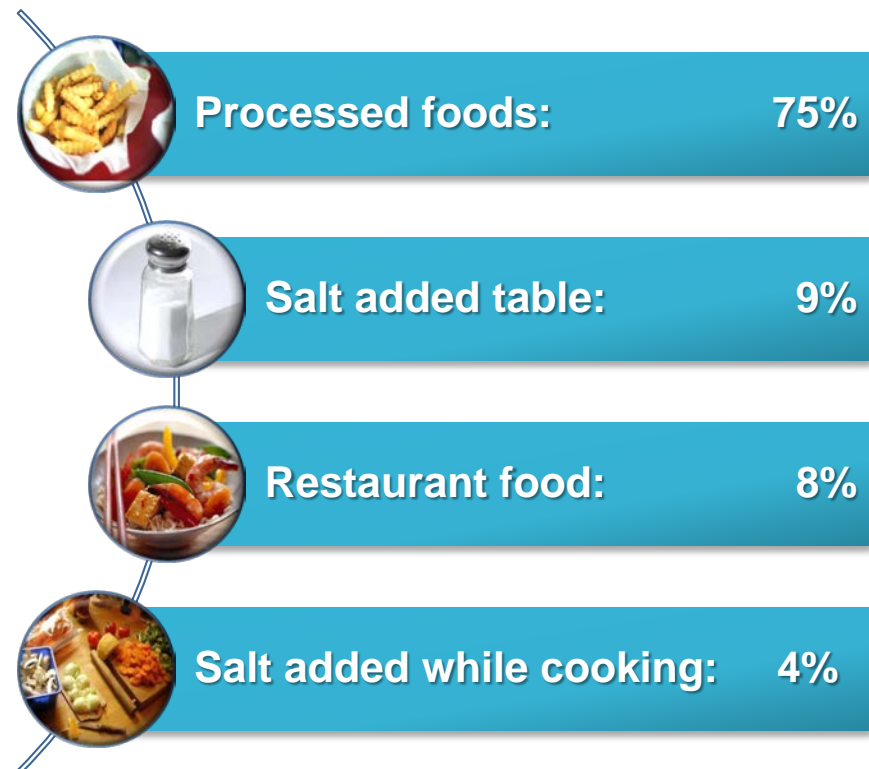 Processed foods: 75%
Salt added table: 9%
Restaurant food: 8%
Salt added while cooking: 4%